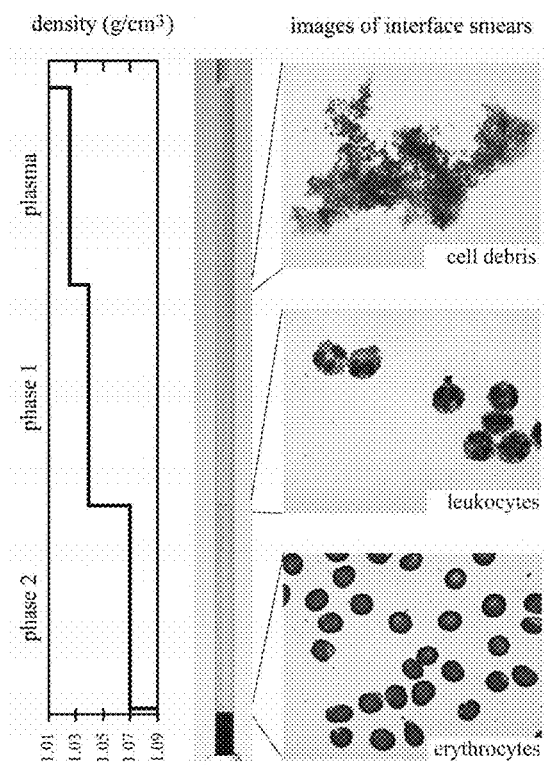 density (g/cm³)
images of interface smears
plasma
phase 1
phase 2
cell debris
leukocytes
erythrocytes
1.01
1.03
1.05
1.07
1.09